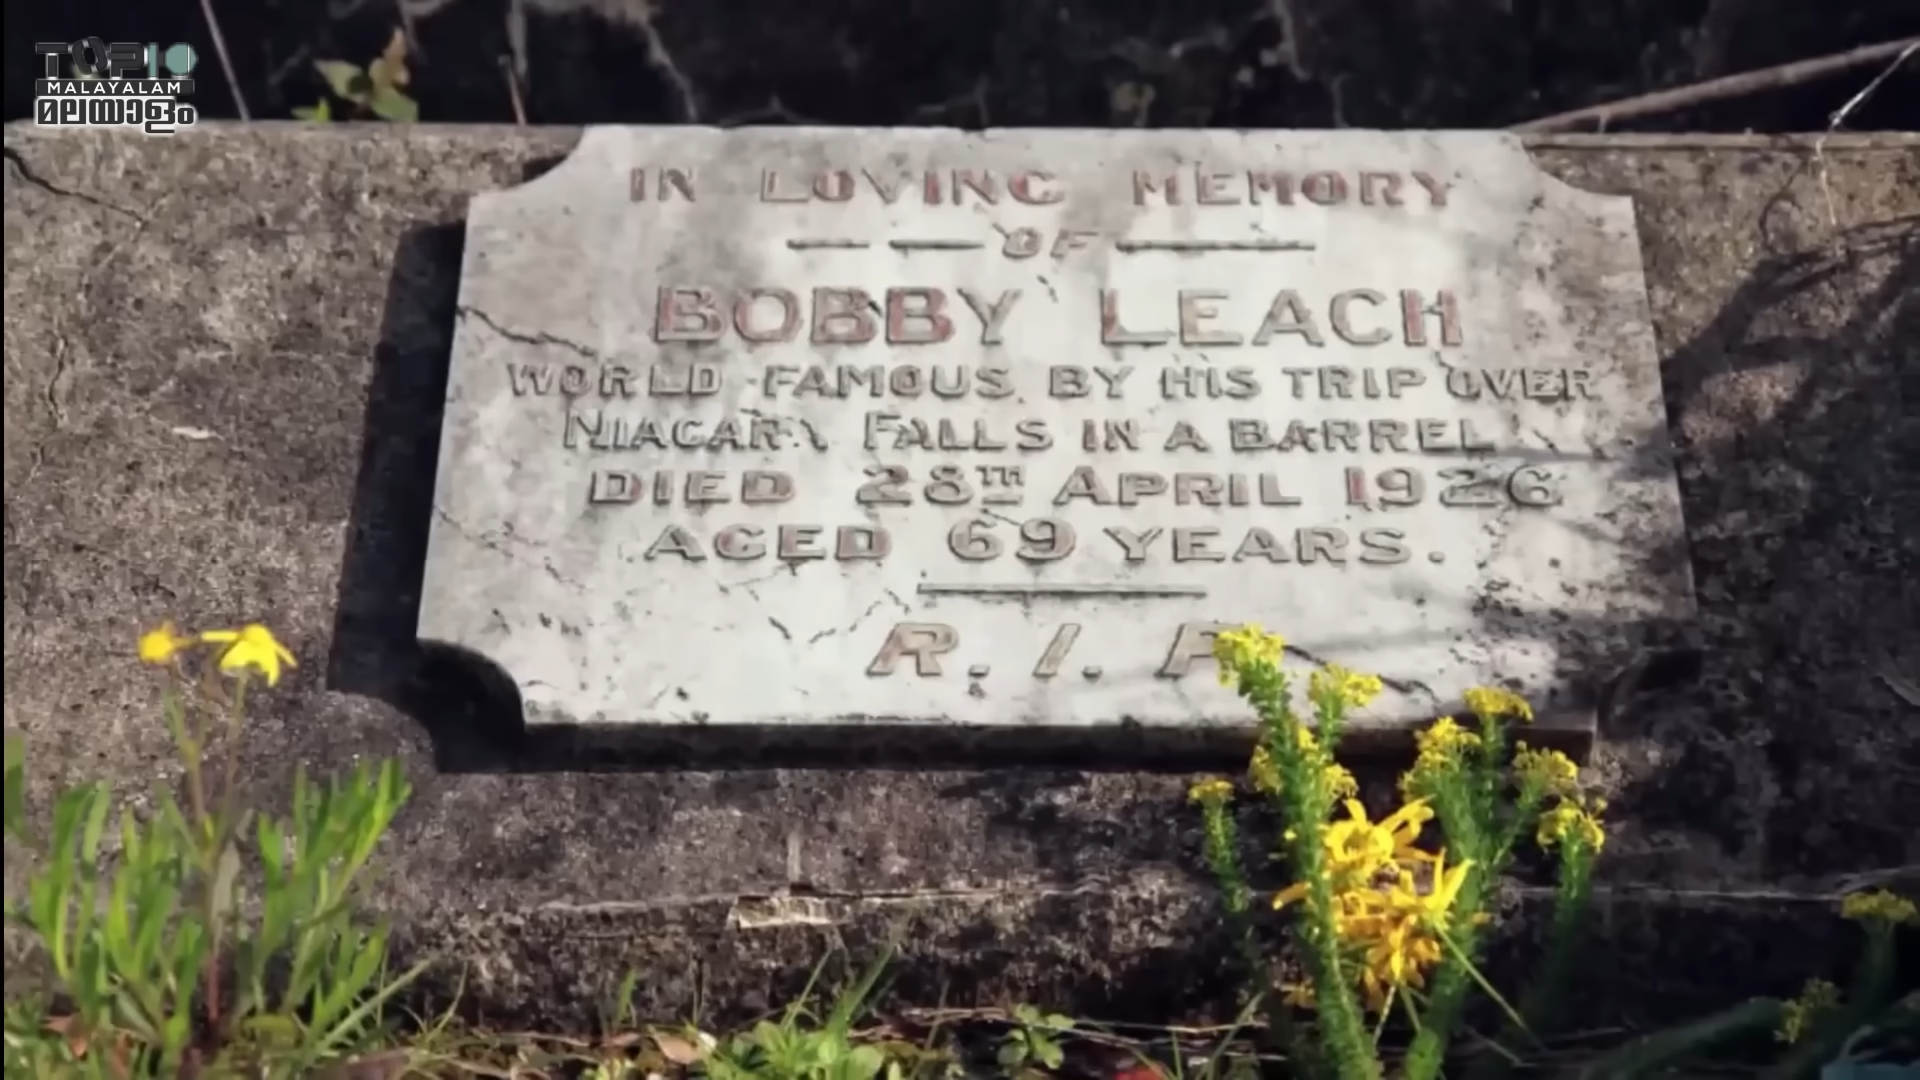 TOP10
MALAYALAM
മലയാളം
IN LOVING MEMORY
OF
BOBBY LEACH
WORLD FAMOUS BY HIS TRIP OVER
NIAGARA FALLS IN A BARREL
DIED 28TH APRIL 1926
AGED 69 YEARS.
R. I. P